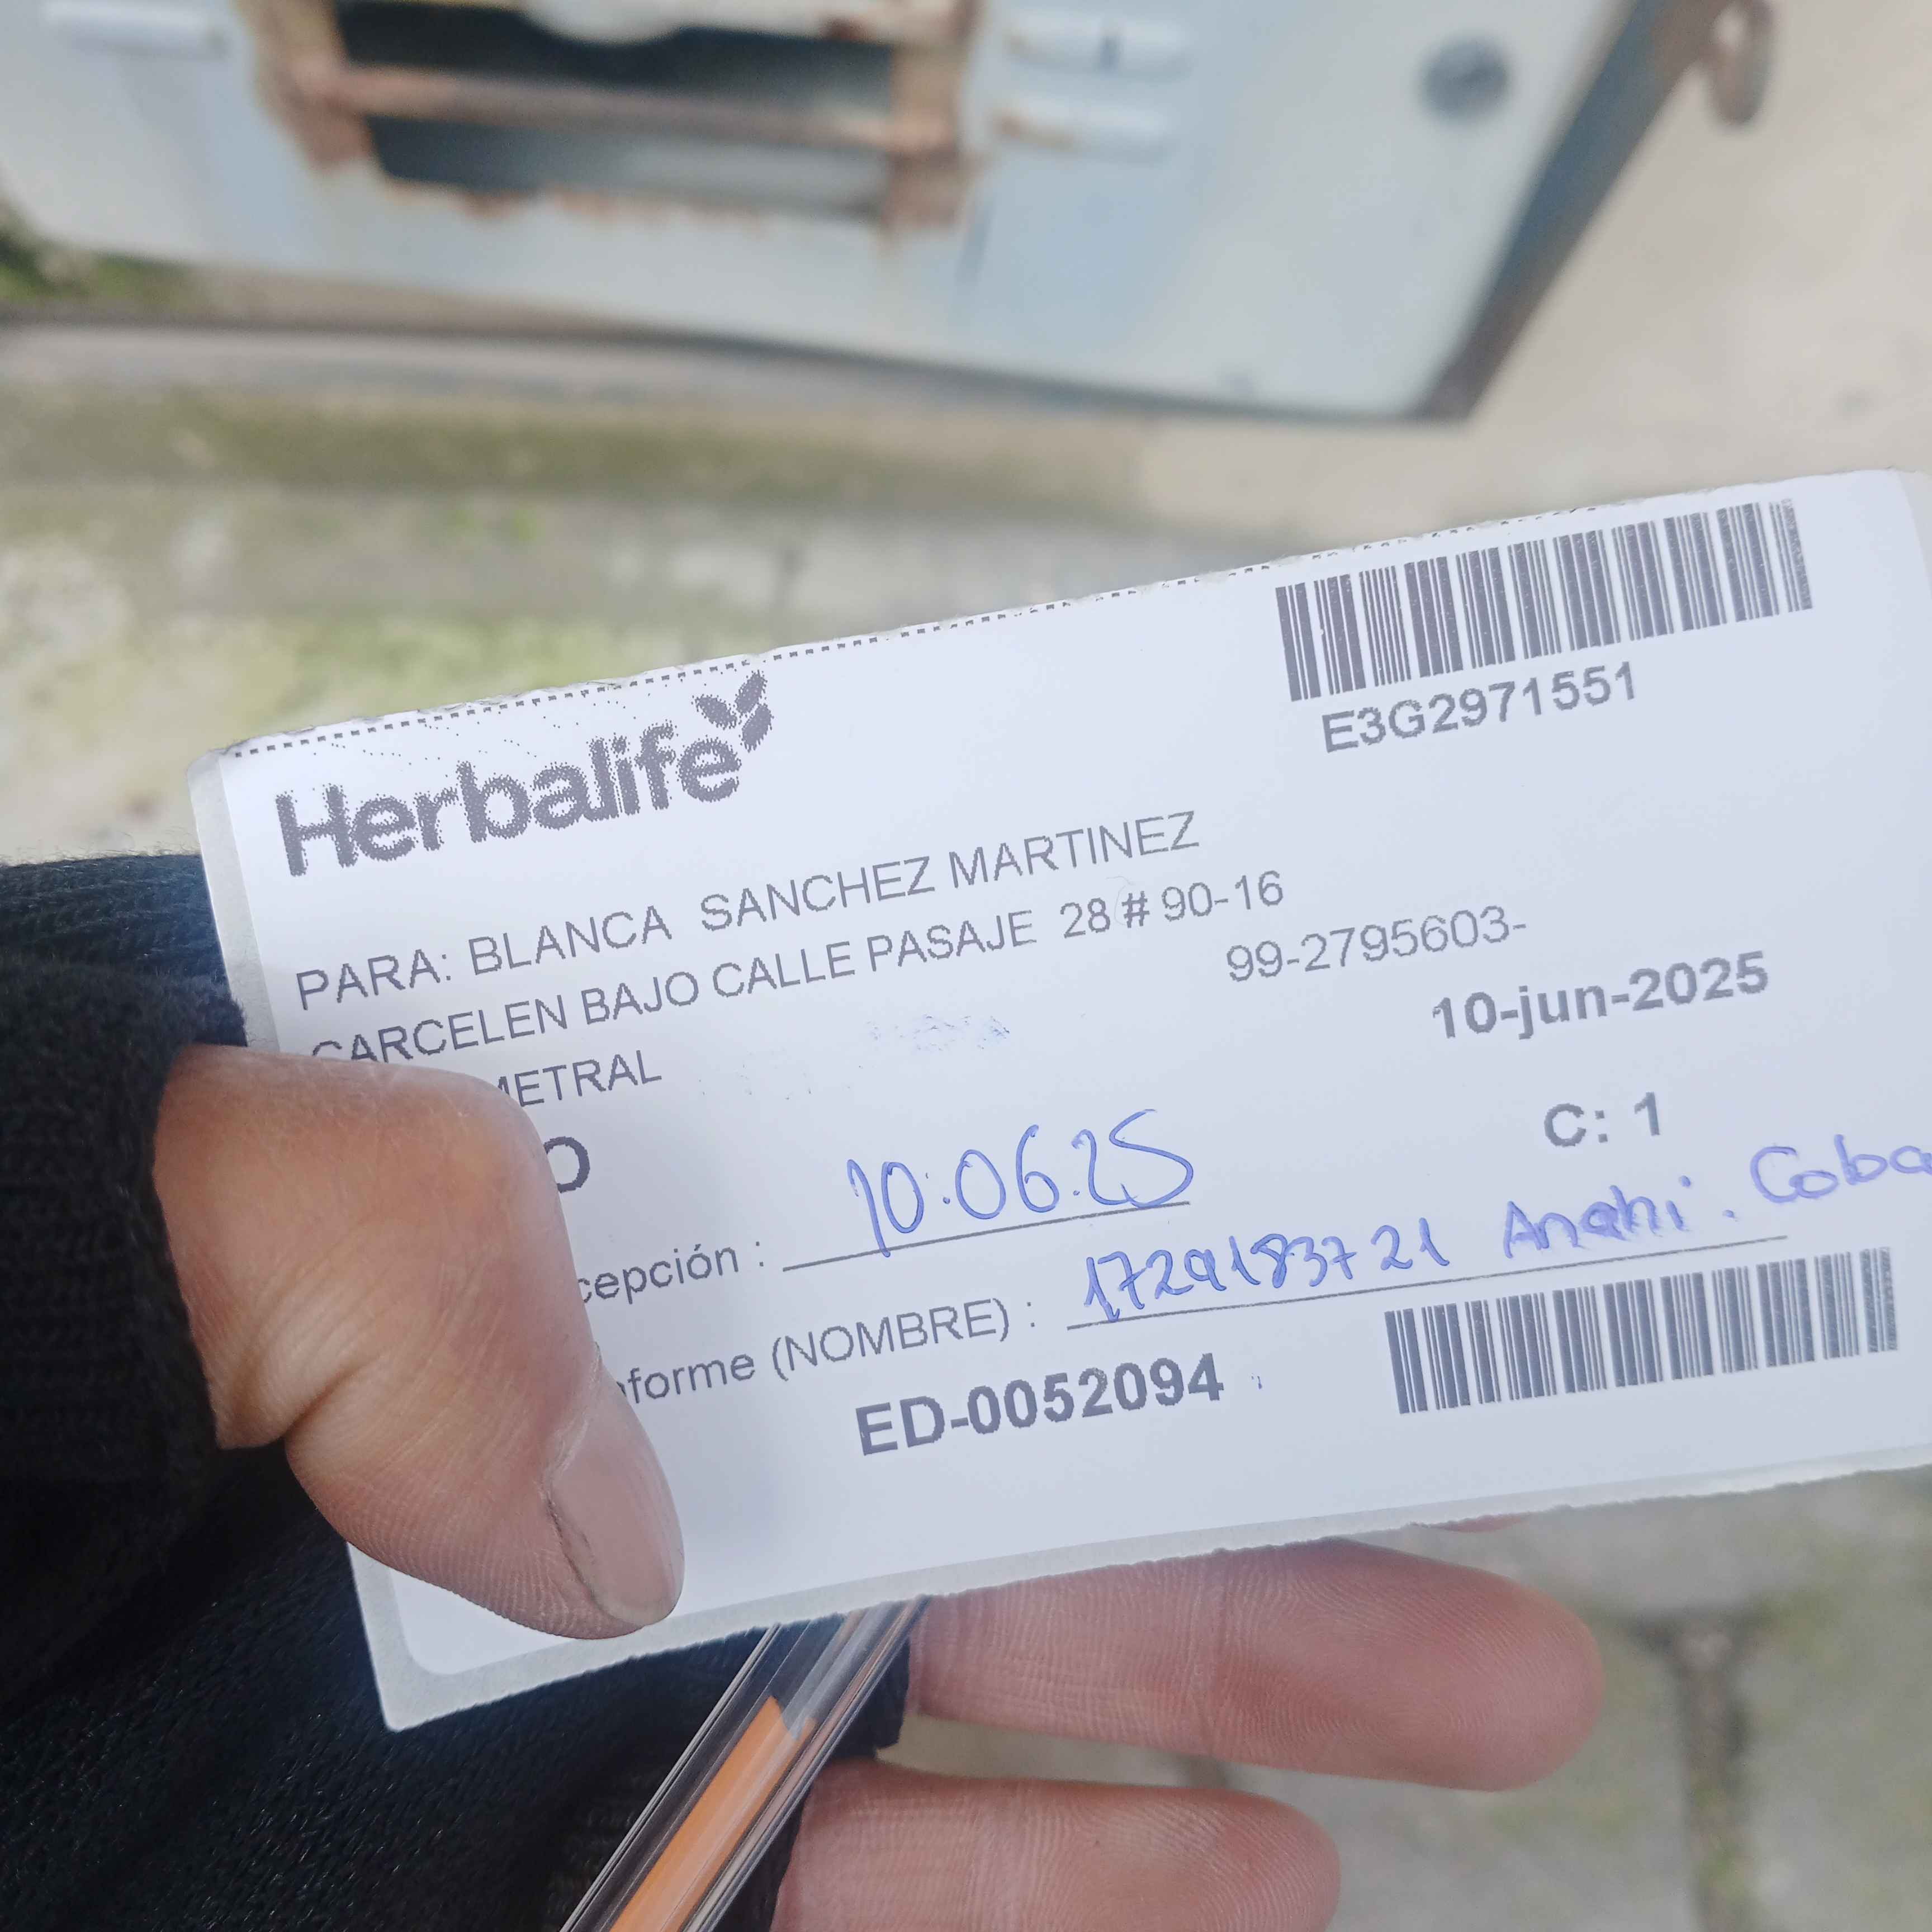 Herbalife
E3G2971551
PARA: BLANCA SANCHEZ MARTINEZ
CARCELEN BAJO CALLE PASAJE 28 # 90-16
99-2795603-
METRAL
10-jun-2025
O
C: 1
cepción : 10.06.25
forme (NOMBRE) : 1729183721 Anahi. Coba
ED-0052094